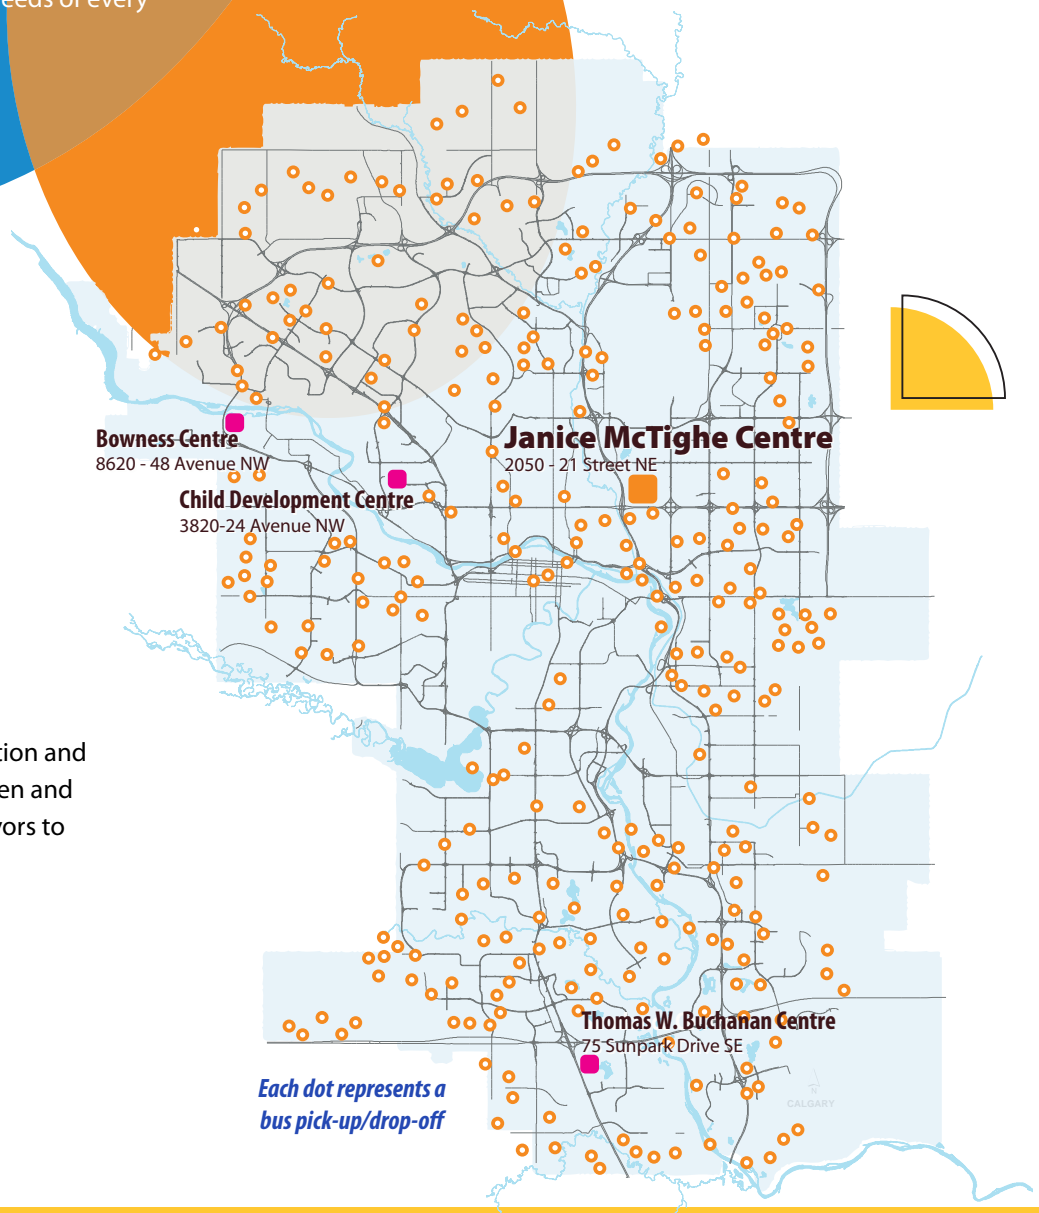 eeds of every
Janice McTighe Centre
2050 - 21 Street NE
Bowness Centre
8620 - 48 Avenue NW
Child Development Centre
3820-24 Avenue NW
tion and
en and
vors to
Thomas W. Buchanan Centre
75 Sunpark Drive SE
Each dot represents a
bus pick-up/drop-off
N
CALGARY